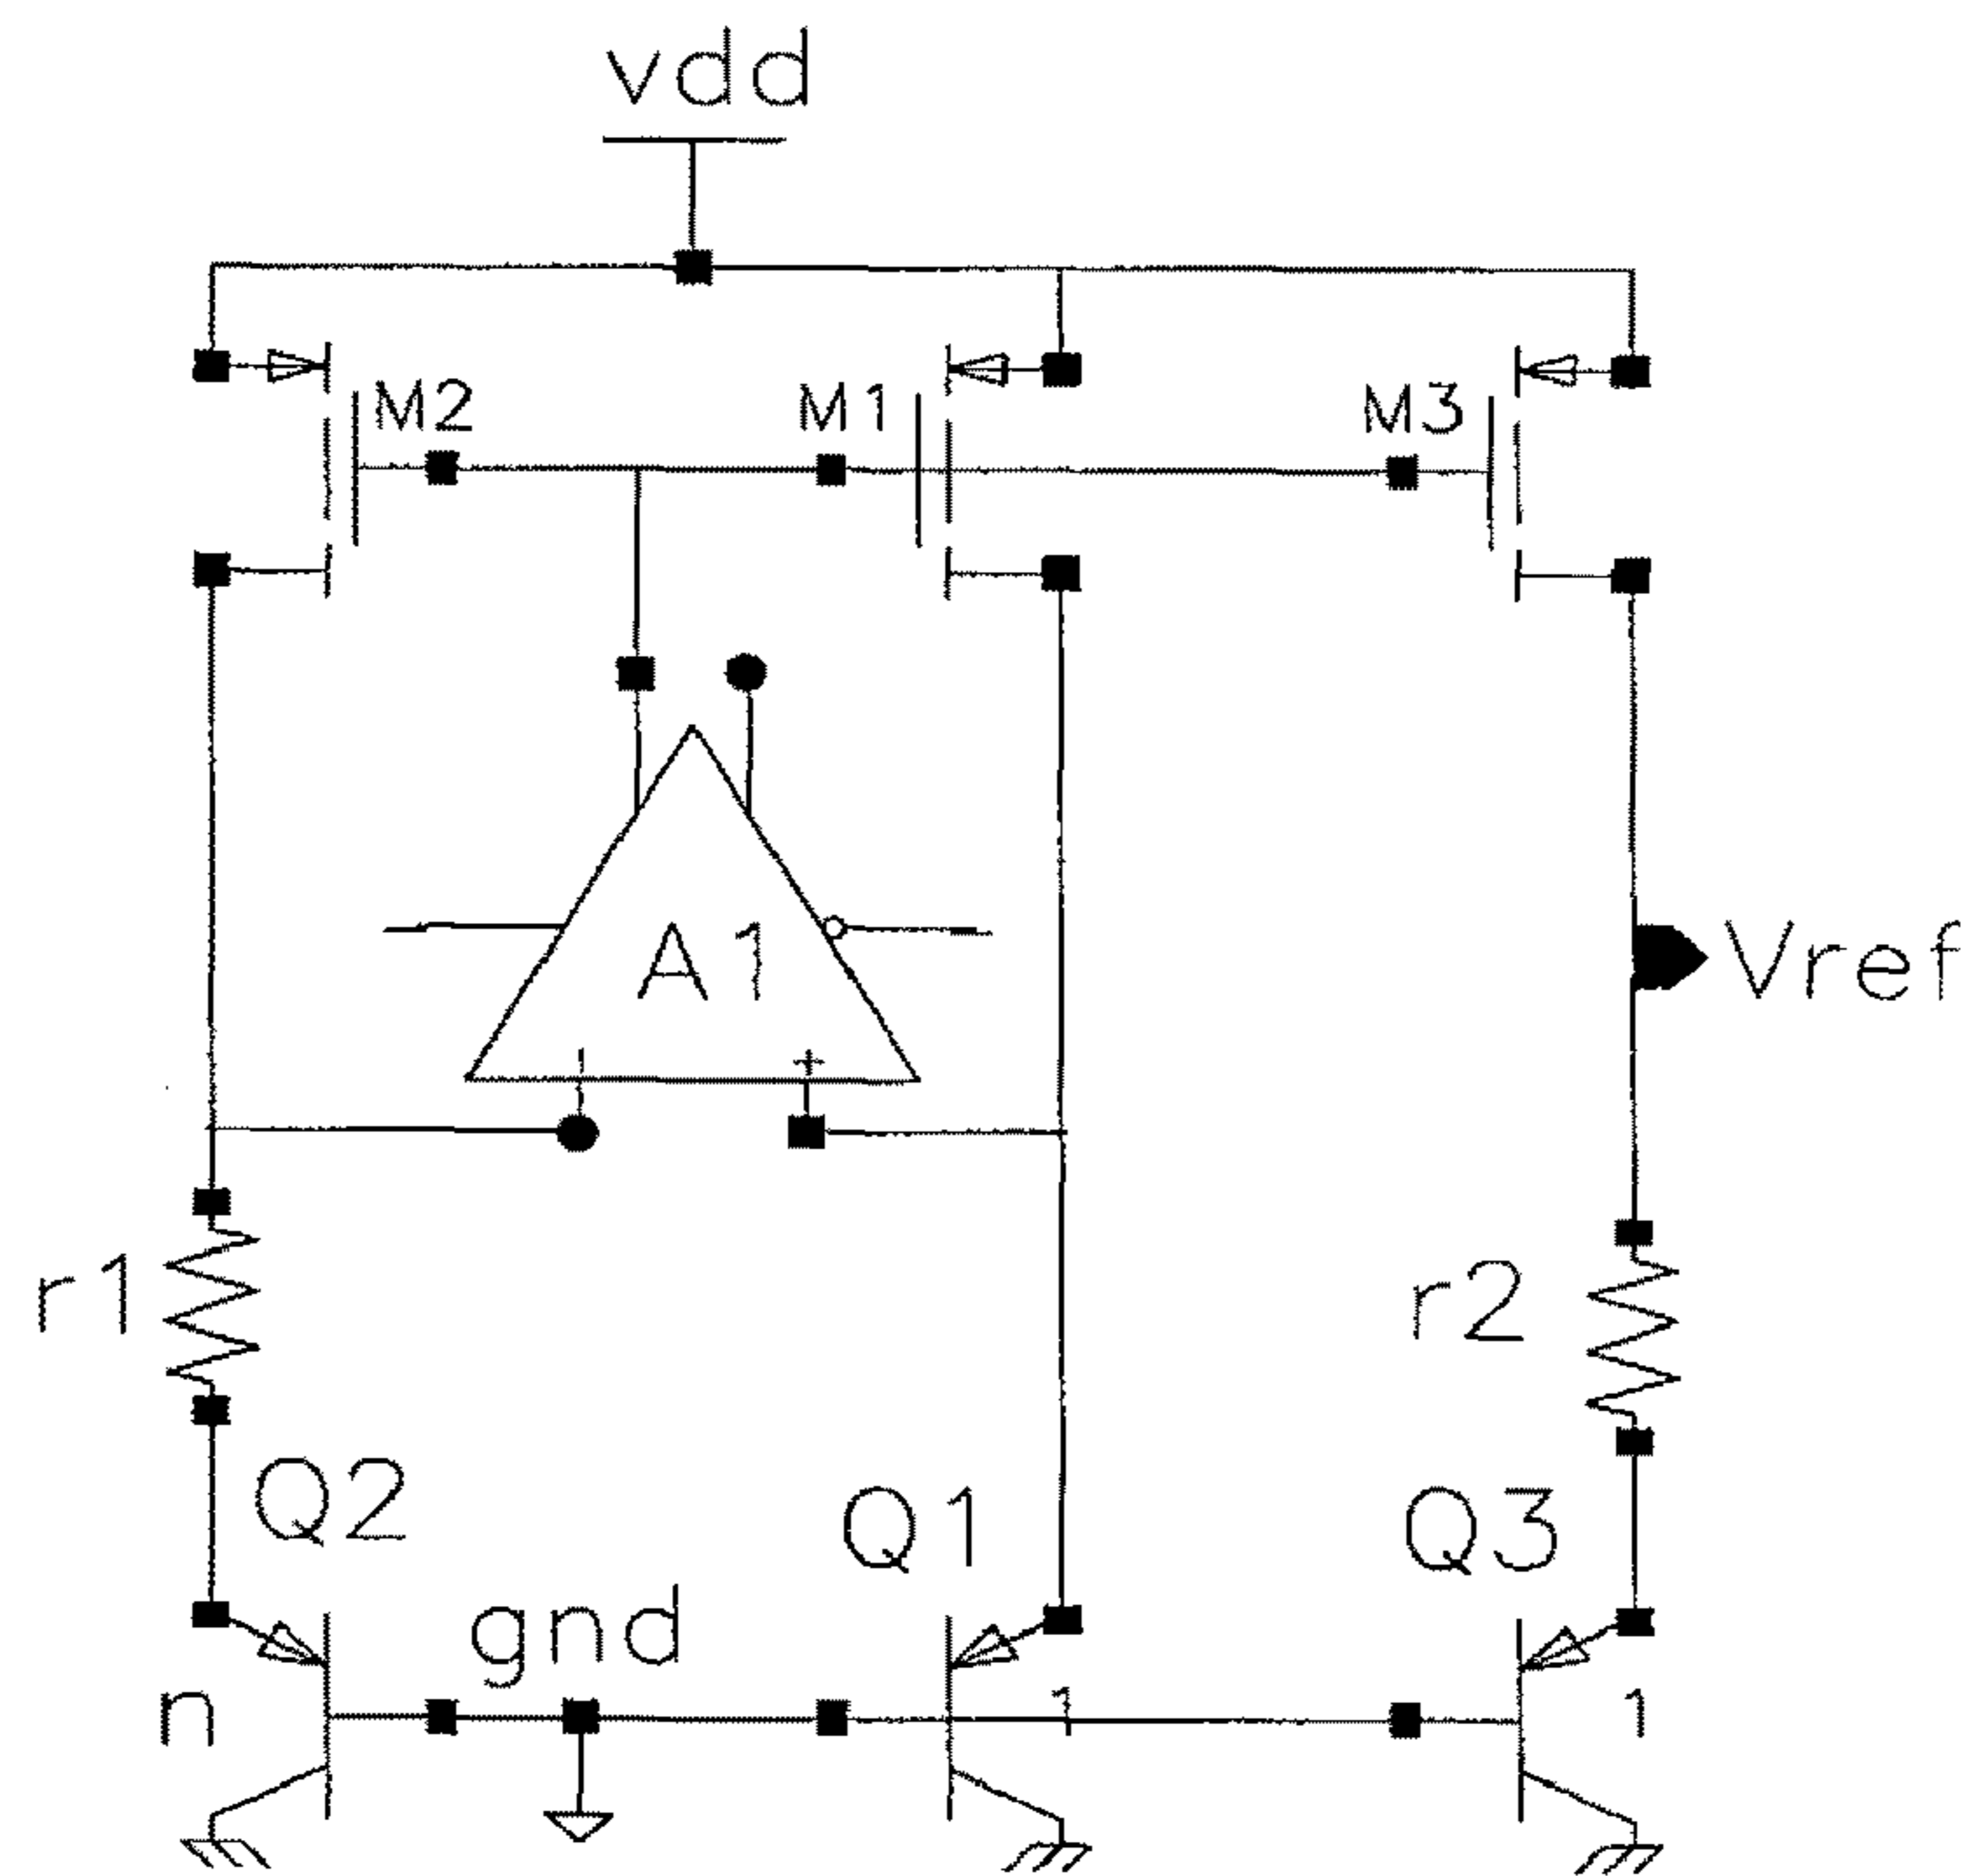 vdd
M2 M1 M3
A1
Vref
- +
r1 r2
Q2 Q1 Q3
gnd
n 1 1